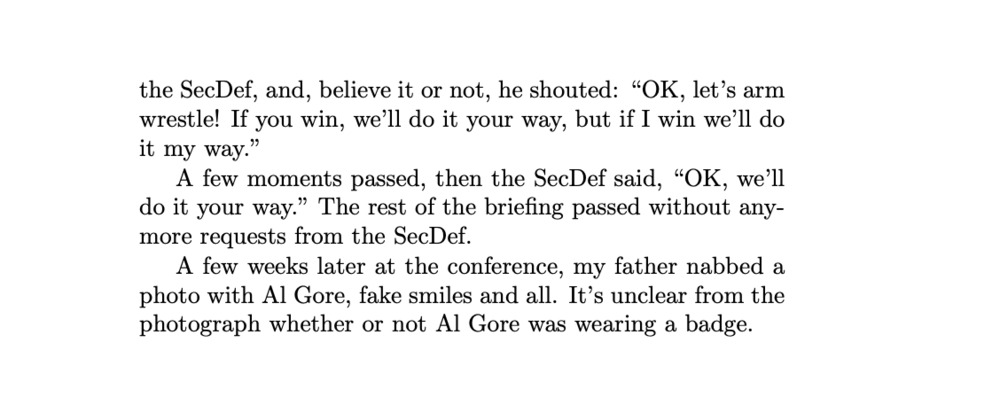 the SecDef, and, believe it or not, he shouted: “OK, let’s arm
wrestle! If you win, we’ll do it your way, but if I win we’ll do
it my way.”
A few moments passed, then the SecDef said, “OK, we’ll
do it your way.” The rest of the briefing passed without any-
more requests from the SecDef.
A few weeks later at the conference, my father nabbed a
photo with Al Gore, fake smiles and all. It’s unclear from the
photograph whether or not Al Gore was wearing a badge.